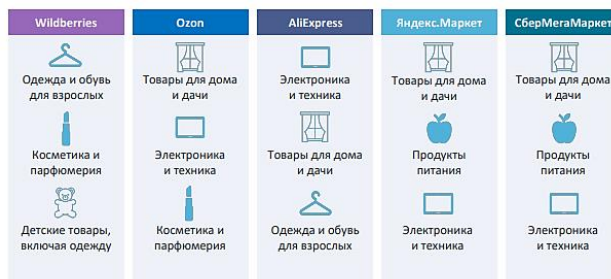 Wildberries
Одежда и обувь
для взрослых
Косметика и
парфюмерия
Детские товары,
включая одежду
Ozon
Товары для дома
и дачи
Электроника
и техника
Косметика и
парфюмерия
AliExpress
Электроника
и техника
Товары для дома
и дачи
Одежда и обувь
для взрослых
Яндекс.Маркет
Товары для дома
и дачи
Продукты
питания
Электроника
и техника
СберМегаМаркет
Товары для дома
и дачи
Продукты
питания
Электроника
и техника